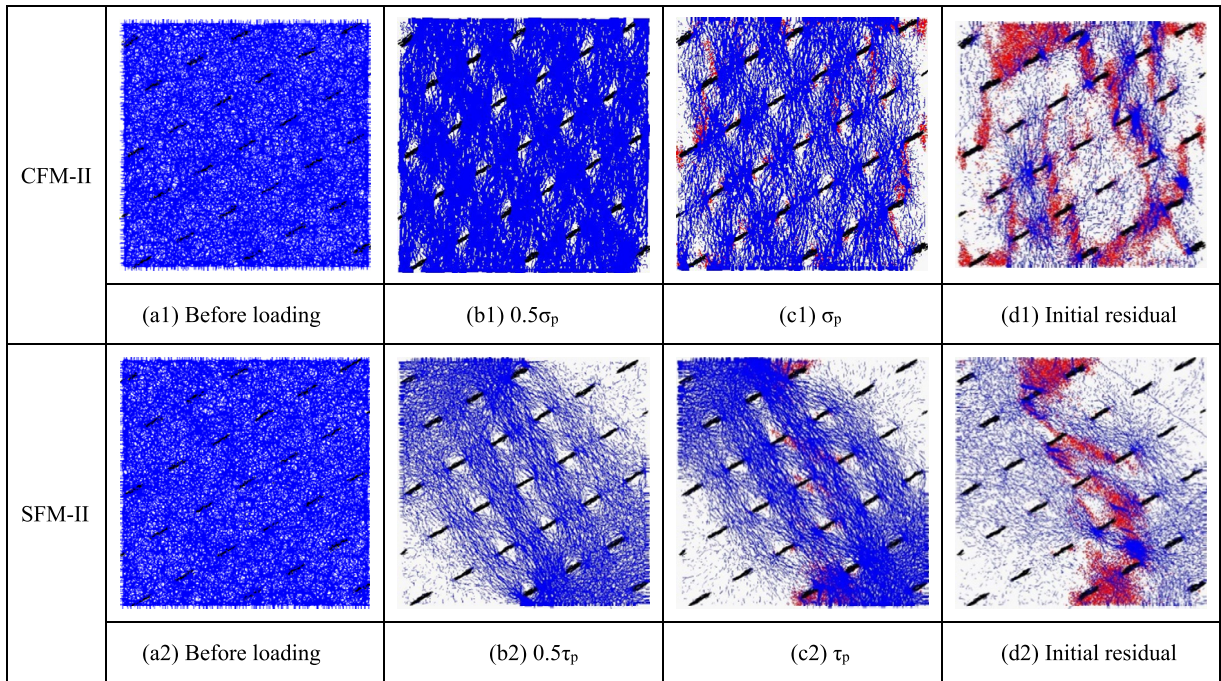 CFM-II
(a1) Before loading
(b1) 0.5σₚ
(c1) σₚ
(d1) Initial residual
SFM-II
(a2) Before loading
(b2) 0.5τₚ
(c2) τₚ
(d2) Initial residual